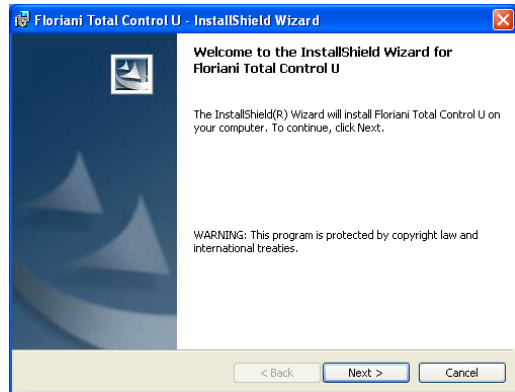 Floriani Total Control U - InstallShield Wizard
Welcome to the InstallShield Wizard for
Floriani Total Control U
The InstallShield(R) Wizard will install Floriani Total Control U on
your computer. To continue, click Next.
WARNING: This program is protected by copyright law and
international treaties.
< Back
Next >
Cancel